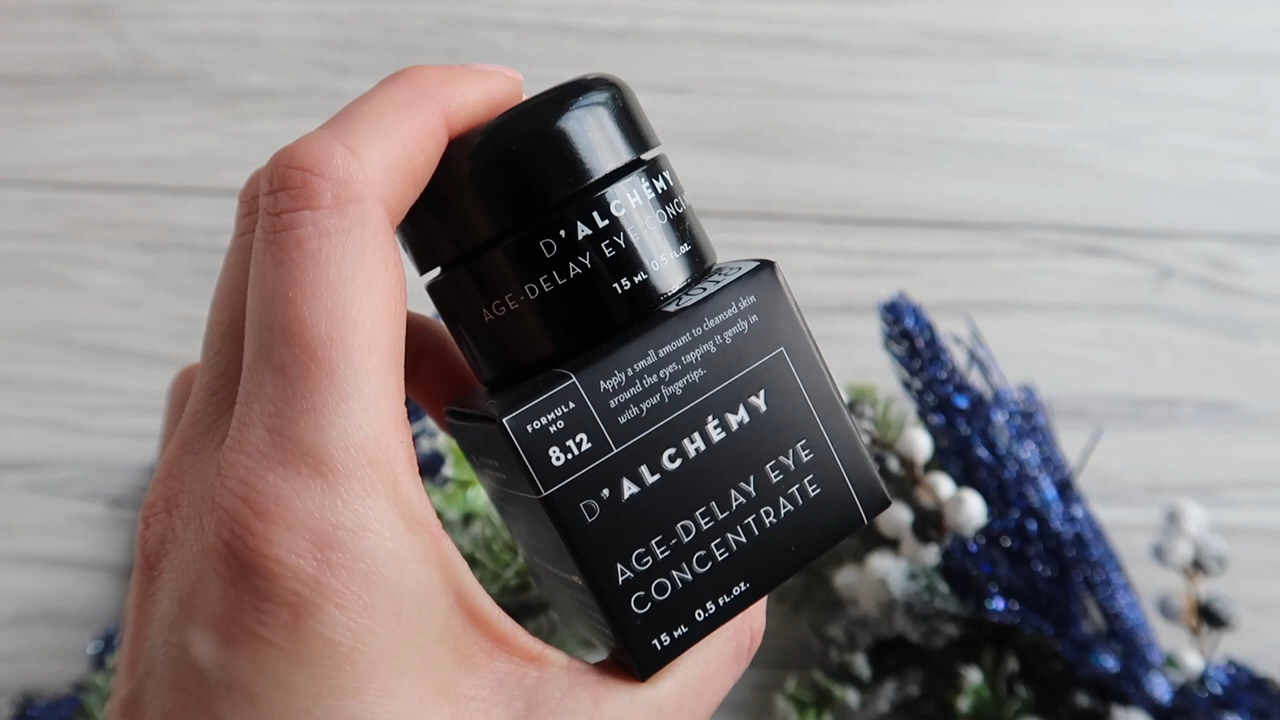 D'ALCHÉMY
AGE-DELAY EYE
15 ML 0.5 FL.OZ.
Apply a small amount to cleansed skin
around the eyes, tapping it gently in
with your fingertips.
FORMULA
NO
8.12
D'ALCHÉMY
AGE-DELAY EYE
CONCENTRATE
15 ML 0.5 FL.OZ.